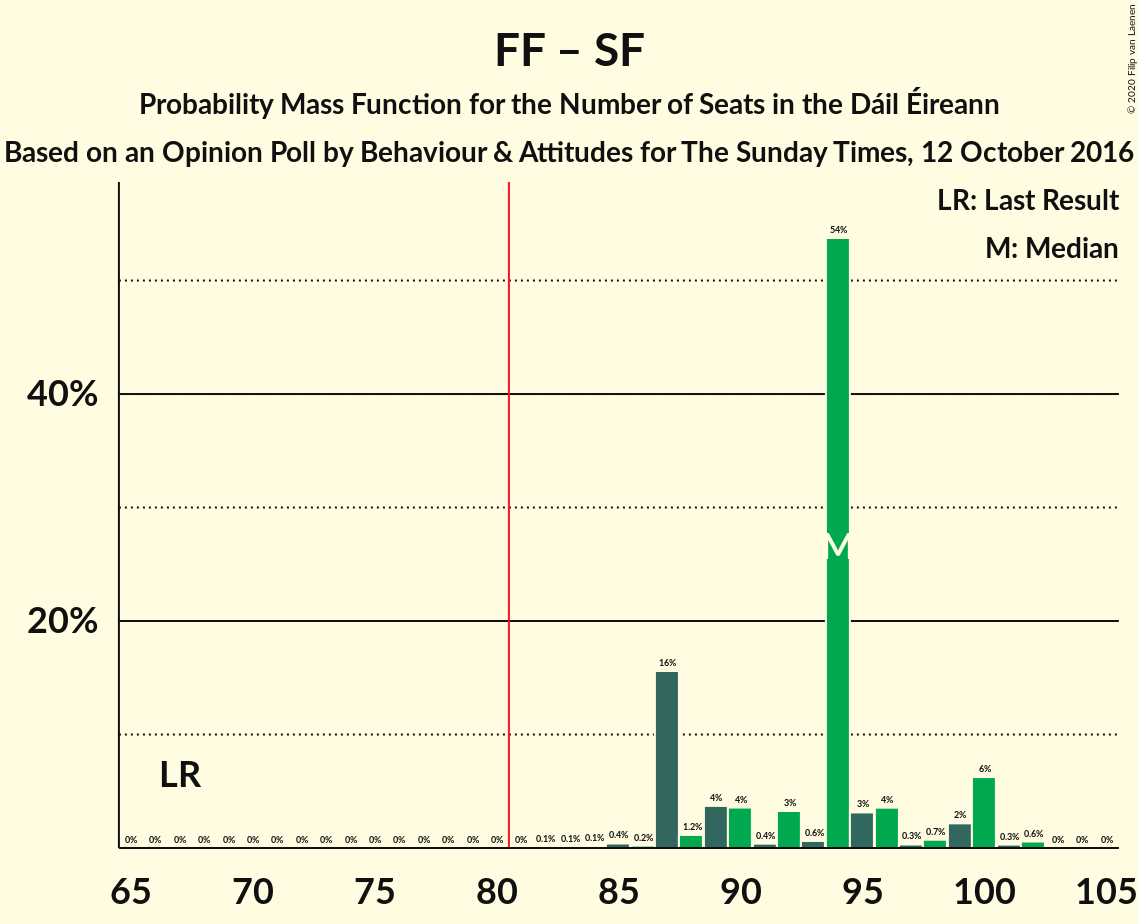 FF – SF
Probability Mass Function for the Number of Seats in the Dáil Éireann
Based on an Opinion Poll by Behaviour & Attitudes for The Sunday Times, 12 October 2016
© 2020 Filip van Laenen
LR: Last Result
M: Median
54%
40%
M
20%
16%
LR
0% 0% 0% 0% 0% 0% 0% 0% 0% 0% 0% 0% 0% 0% 0% 0% 0% 0.1% 0.1% 0.1% 0.4% 0.2% 1.2% 4% 4% 0.4% 3% 0.6% 3% 4% 0.3% 0.7% 2% 6% 0.3% 0.6% 0% 0% 0%
65 70 75 80 85 90 95 100 105